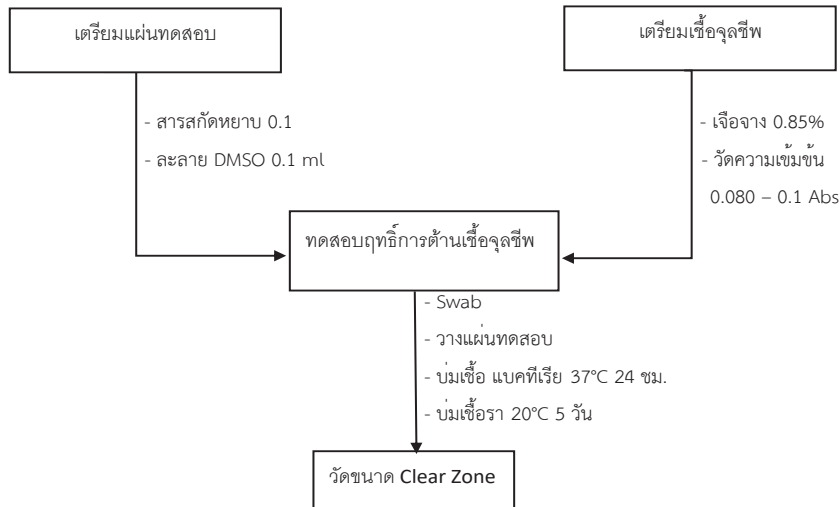 เตรียมแผ่นทดสอบ
เตรียมเชื้อจุลชีพ
- สารสกัดหยาบ 0.1
- ละลาย DMSO 0.1 ml
- เจือจาง 0.85%
- วัดความเข้มข้น
0.080 – 0.1 Abs
ทดสอบฤทธิ์การต้านเชื้อจุลชีพ
- Swab
- วางแผ่นทดสอบ
- บ่มเชื้อ แบคทีเรีย 37°C 24 ชม.
- บ่มเชื้อรา 20°C 5 วัน
วัดขนาด Clear Zone